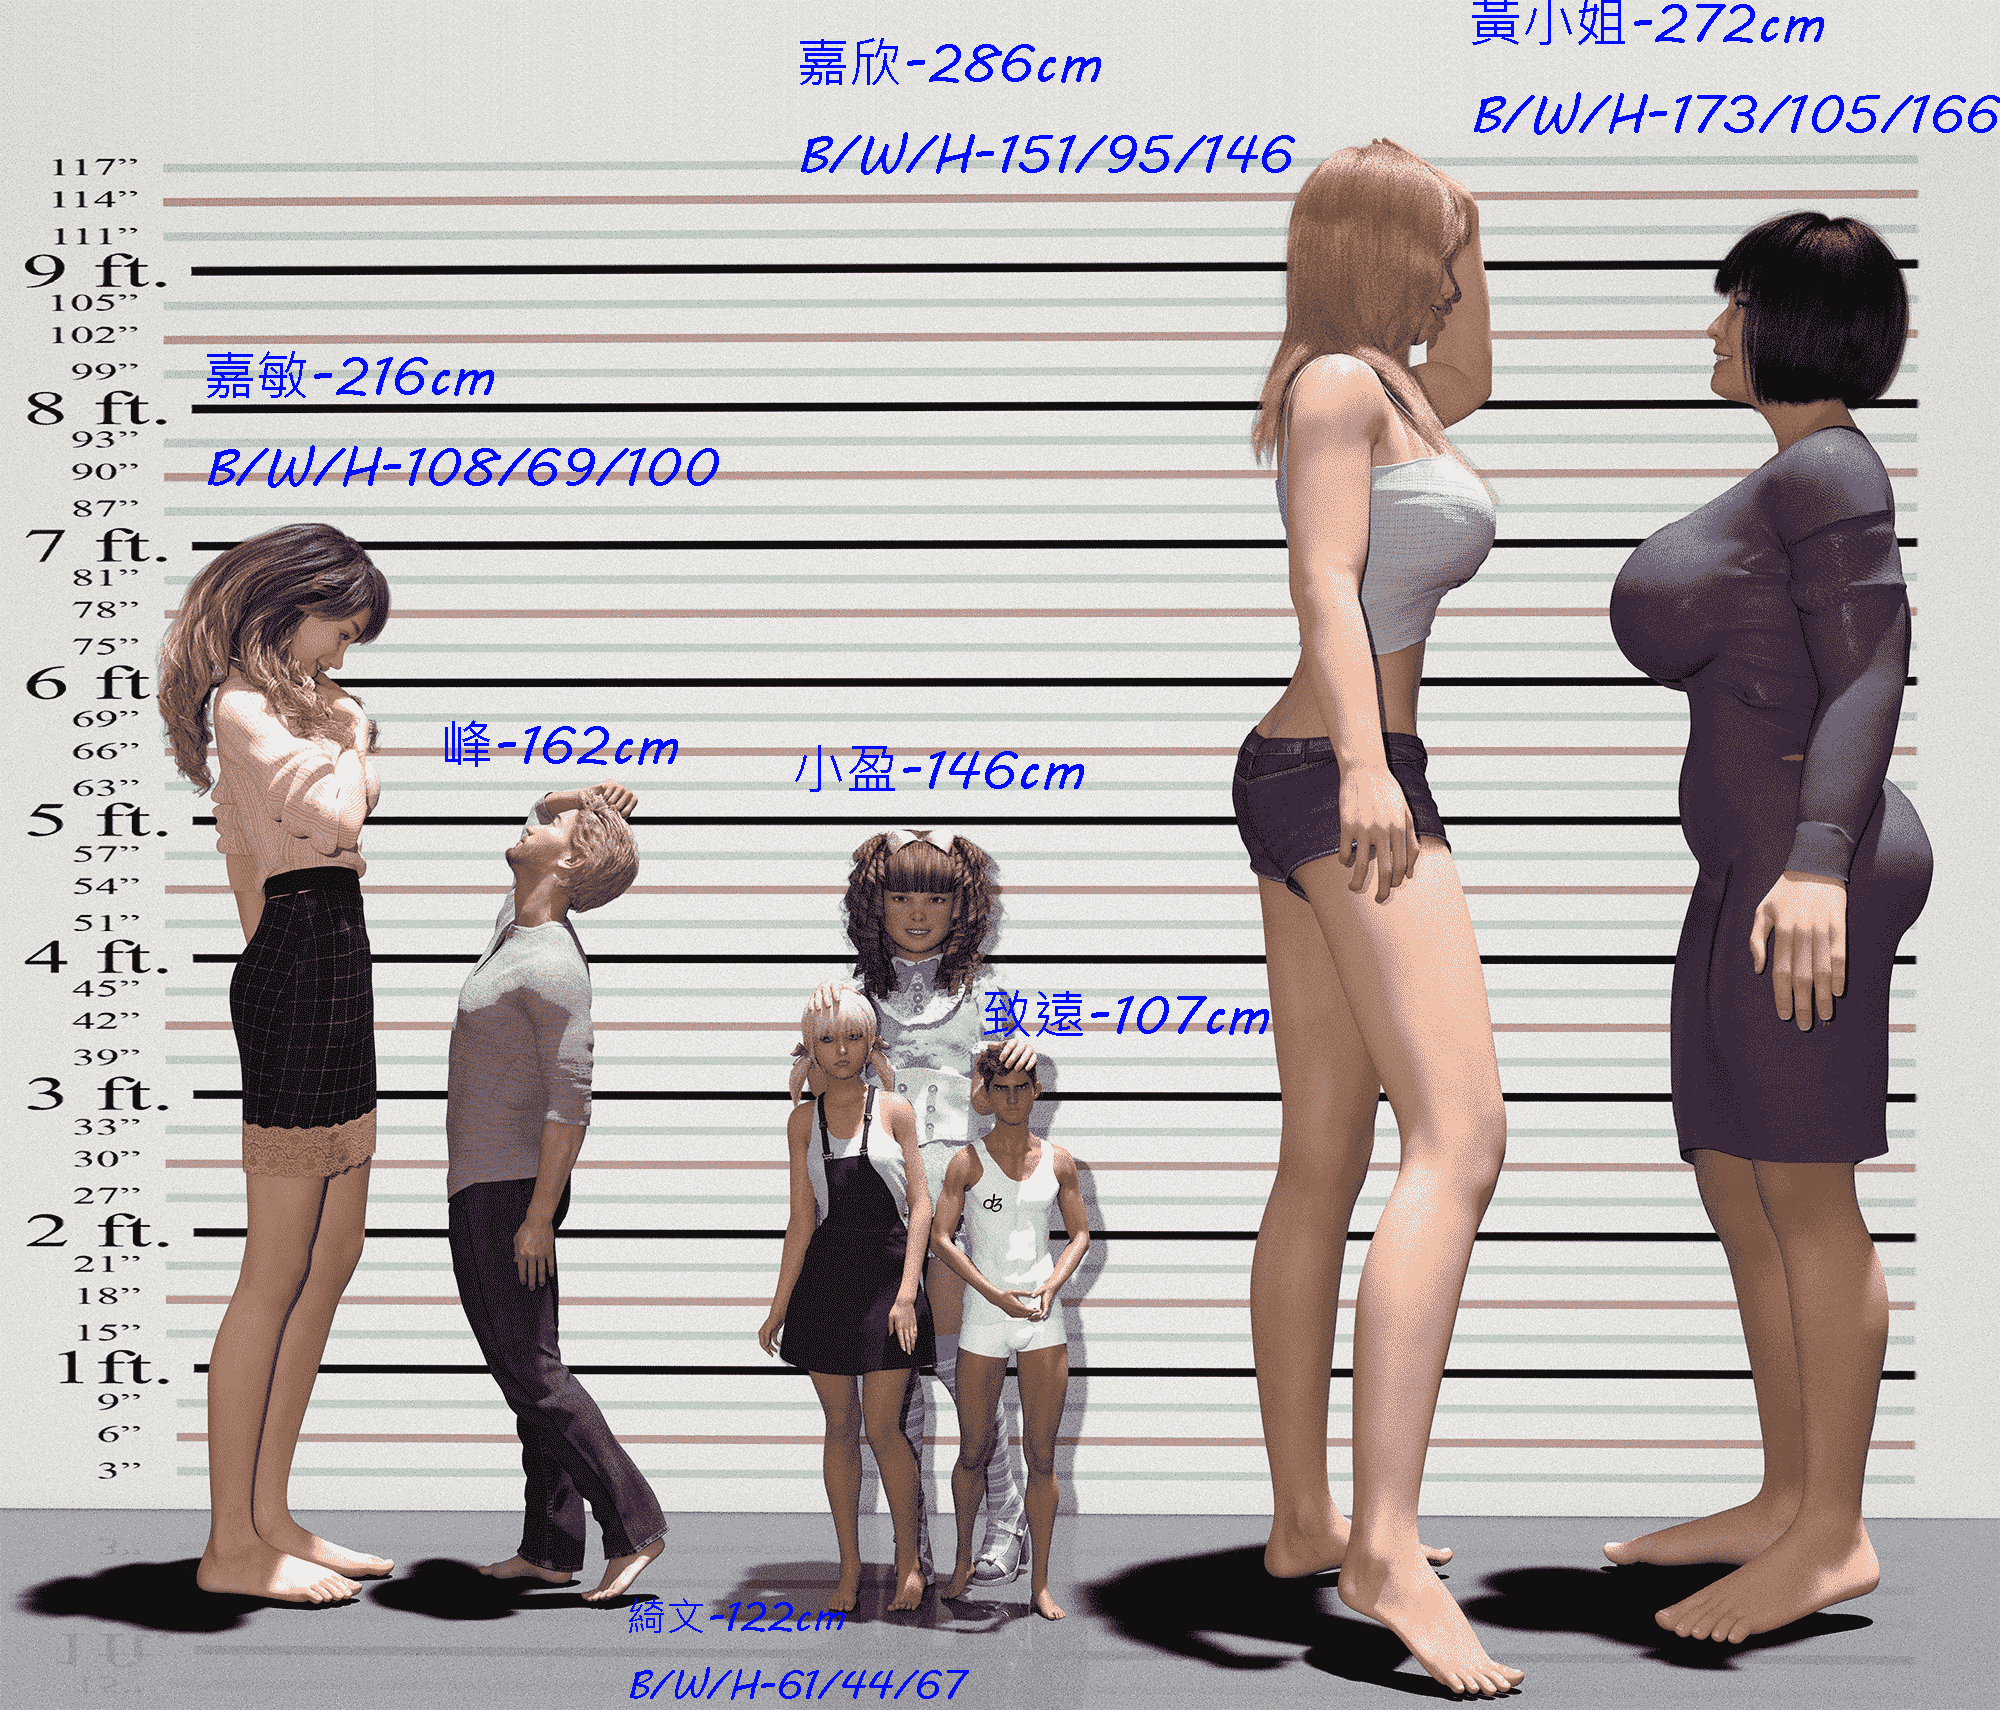 黃小姐-272cm
B/W/H-173/105/166
嘉欣-286cm
B/W/H-151/95/146
117”
114”
111”
9 ft.
105”
102”
嘉敏-216cm
99”
8 ft.
93”
B/W/H-108/69/100
90”
87”
7 ft.
81”
78”
75”
6 ft.
69”
峰-162cm
66”
小盈-146cm
63”
5 ft.
57”
54”
51”
4 ft.
45”
致遠-107cm
42”
39”
3 ft.
33”
30”
27”
2 ft.
21”
18”
15”
1 ft.
9”
6”
3”
3”
綺文-122cm
B/W/H-61/44/67